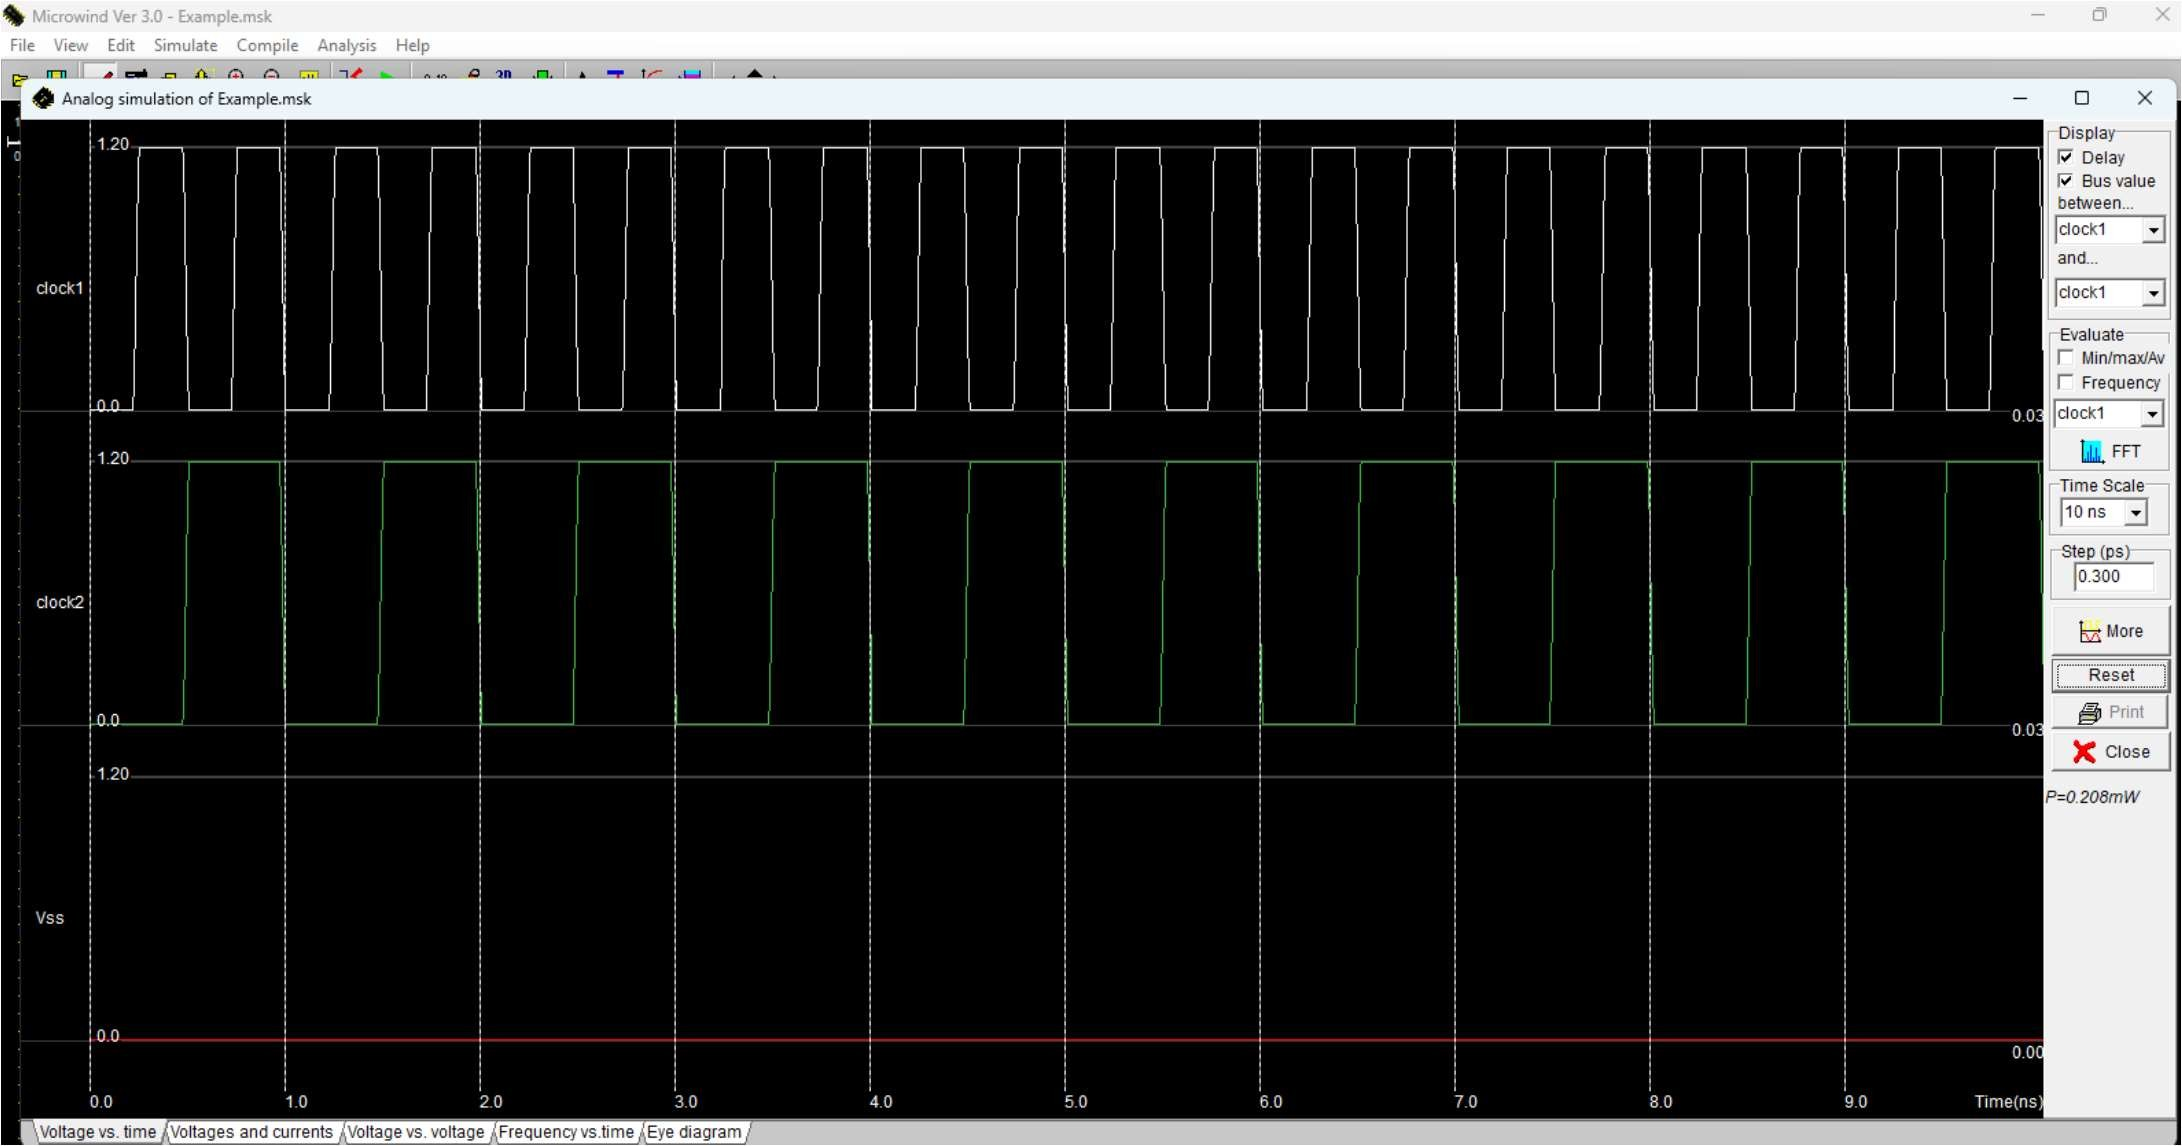 Microwind Ver 3.0 - Example.msk
File View Edit Simulate Compile Analysis Help
Analog simulation of Example.msk
1.20
clock1
0.0
0.03
1.20
clock2
0.0
0.03
1.20
Vss
0.0
0.00
0.0 1.0 2.0 3.0 4.0 5.0 6.0 7.0 8.0 9.0 Time(ns)
Voltage vs. time Voltages and currents Voltage vs. voltage Frequency vs.time Eye diagram
Display
Delay
Bus value
between...
clock1
and...
clock1
Evaluate
Min/max/Av
Frequency
clock1
FFT
Time Scale
10 ns
Step (ps)
0.300
More
Reset
Print
Close
P=0.208mW